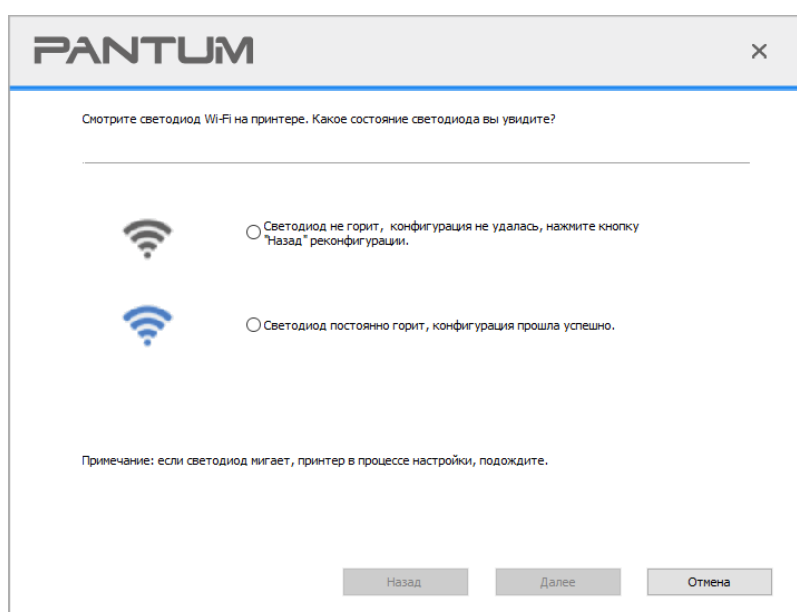 PANTUM
Смотрите светодиод Wi-Fi на принтере. Какое состояние светодиода вы увидите?
Светодиод не горит, конфигурация не удалась, нажмите кнопку
"Назад" реконфигурации.
Светодиод постоянно горит, конфигурация прошла успешно.
Примечание: если светодиод мигает, принтер в процессе настройки, подождите.
Назад
Далее
Отмена